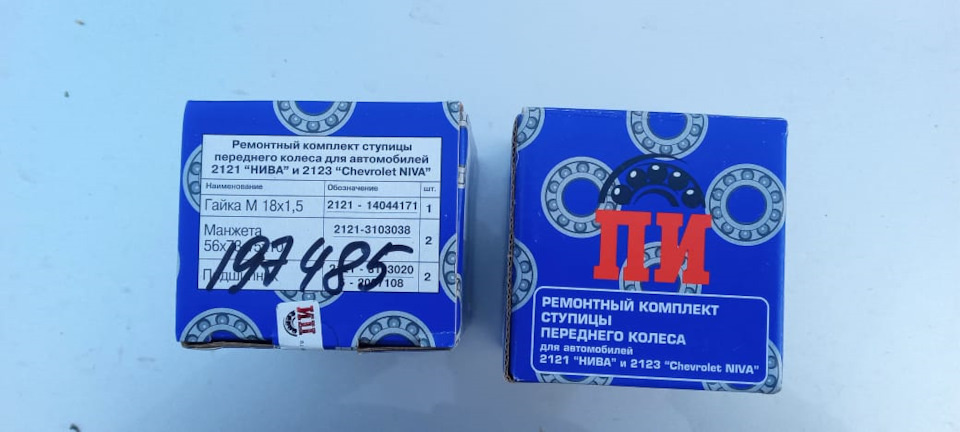 Ремонтный комплект ступицы
переднего колеса для автомобилей
2121 "НИВА" и 2123 "Chevrolet NIVA"
Наименование Обозначение шт.
Гайка М 18х1,5 2121 - 14044171 1
Манжета 2121-3103038 2
197485
2
ПИ
ПИ
РЕМОНТНЫЙ КОМПЛЕКТ
СТУПИЦЫ
ПЕРЕДНЕГО КОЛЕСА
для автомобилей
2121 "НИВА" и 2123 "Chevrolet NIVA"